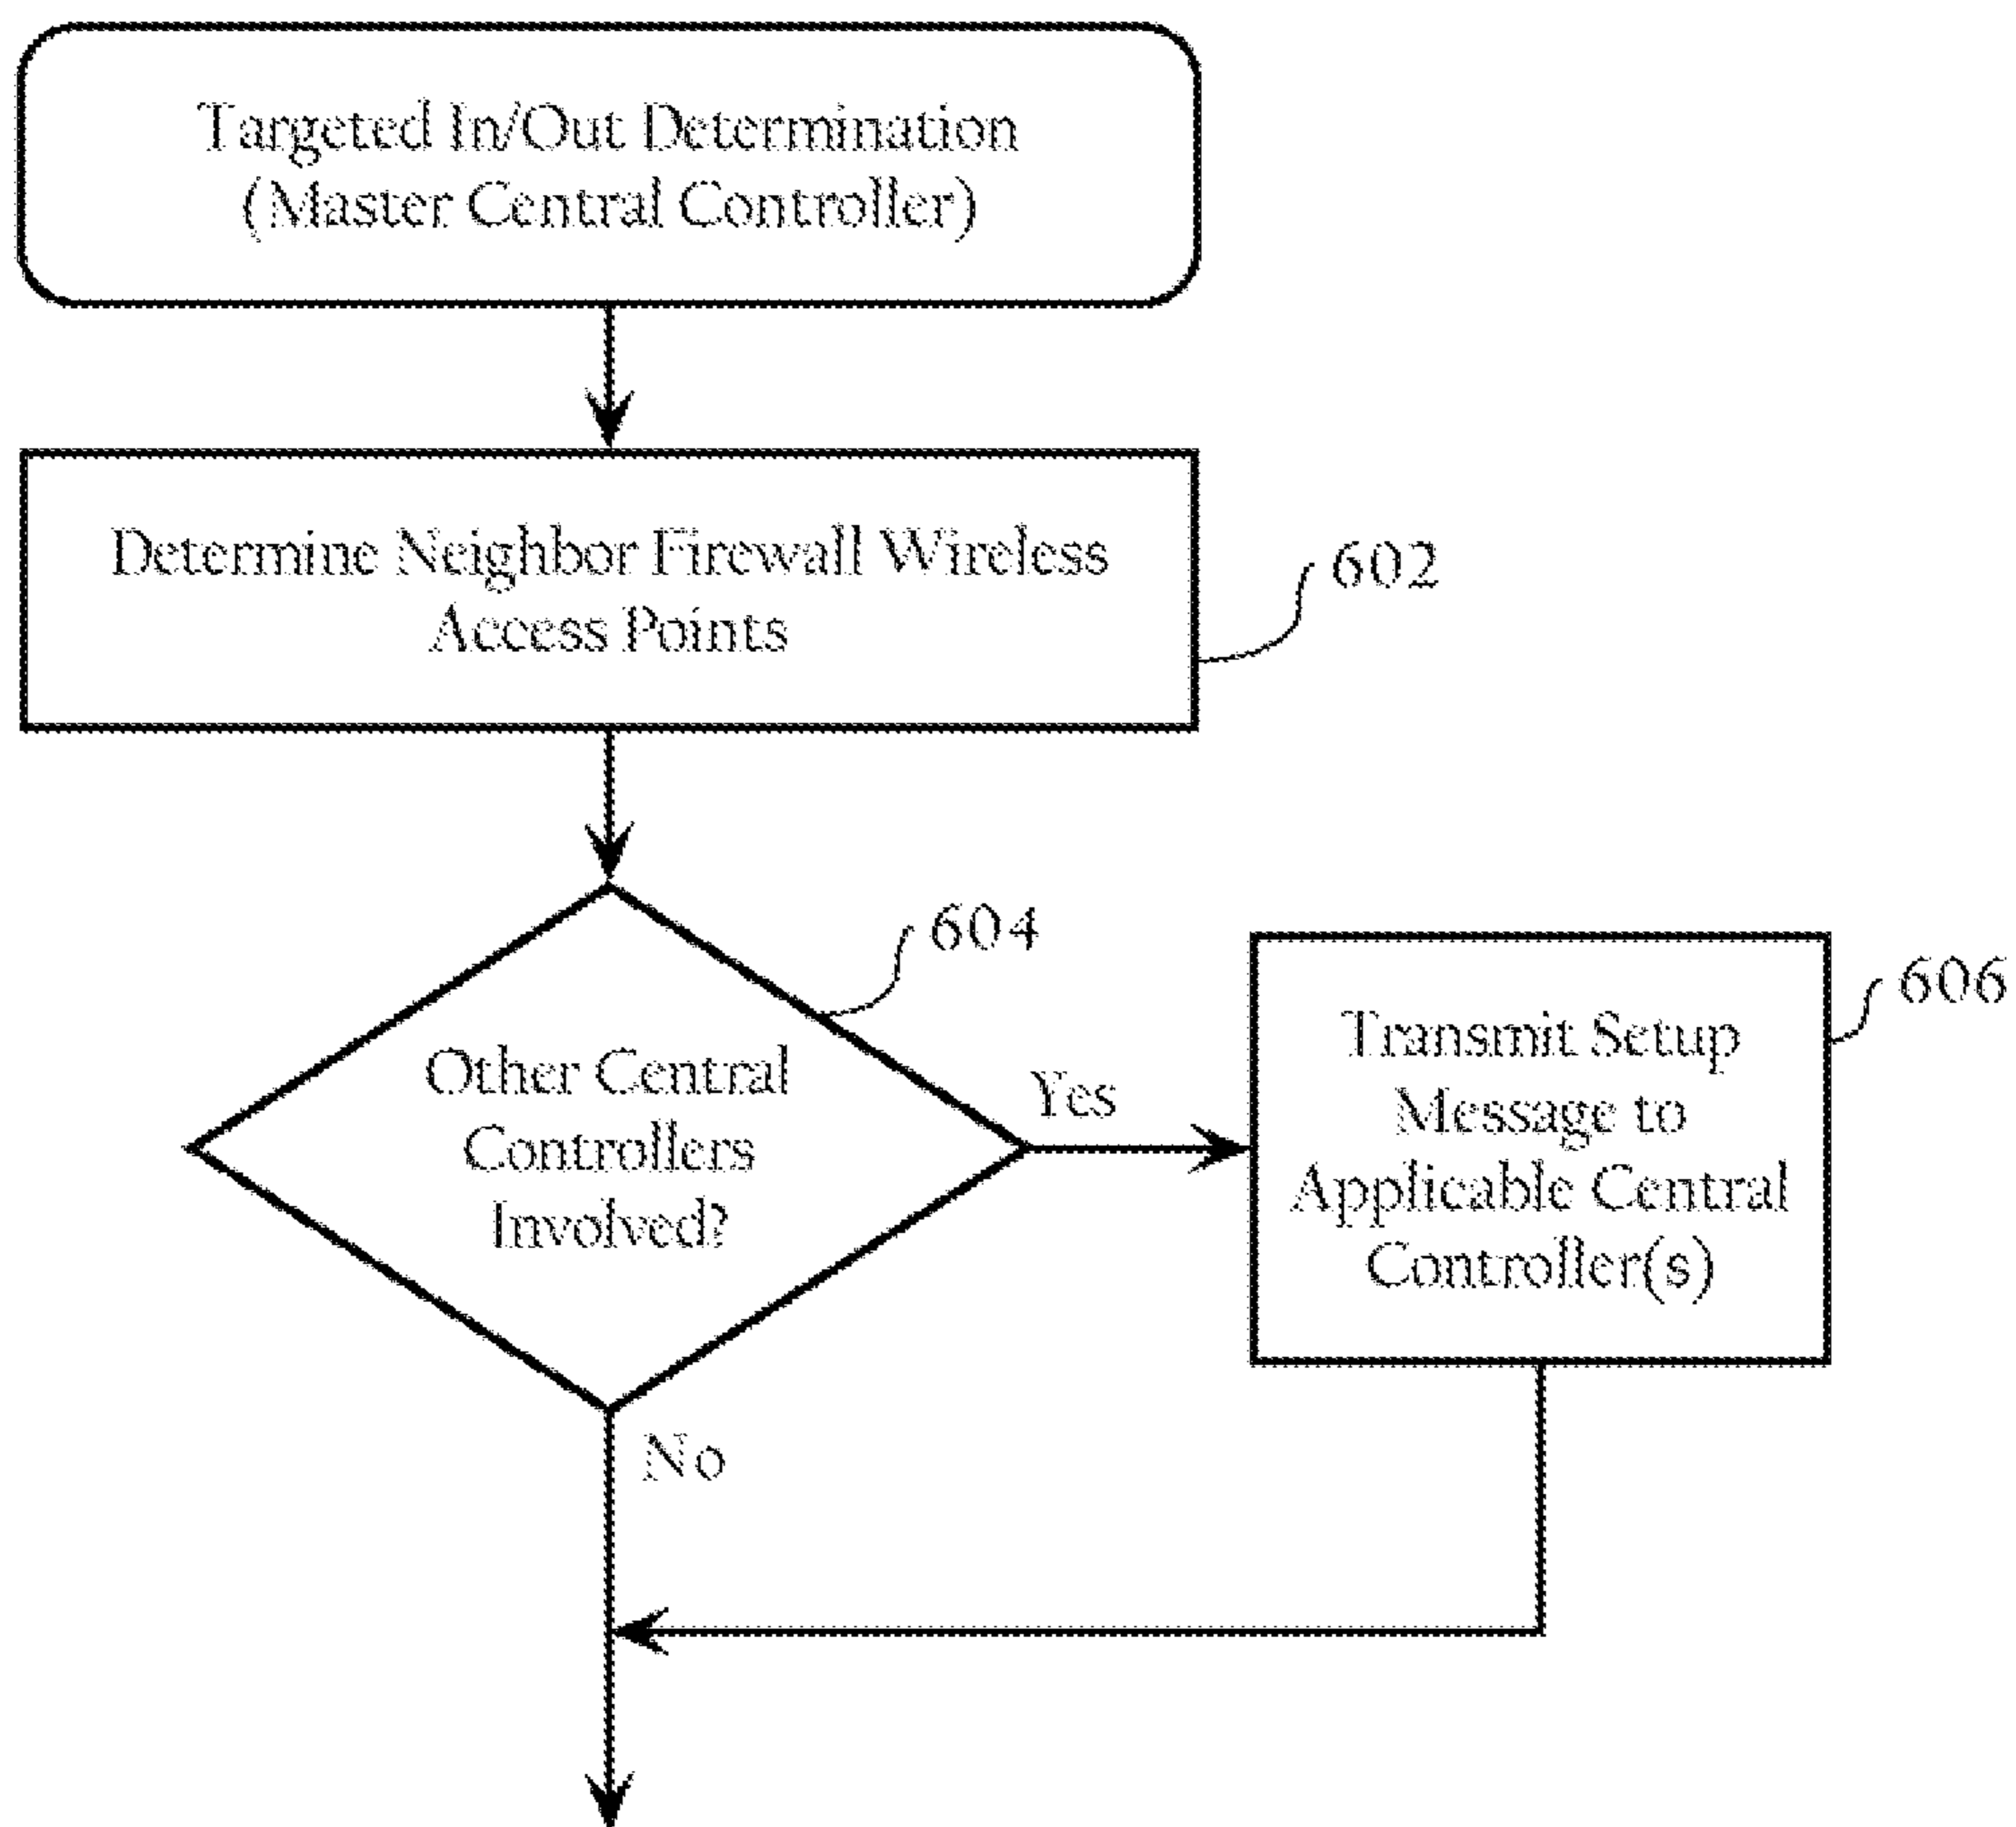 Targeted In/Out Determination
(Master Central Controller)
Determine Neighbor Firewall Wireless
Access Points
602
604
Other Central
Controllers
Involved?
Yes
606
Transmit Setup
Message to
Applicable Central
Controller(s)
No